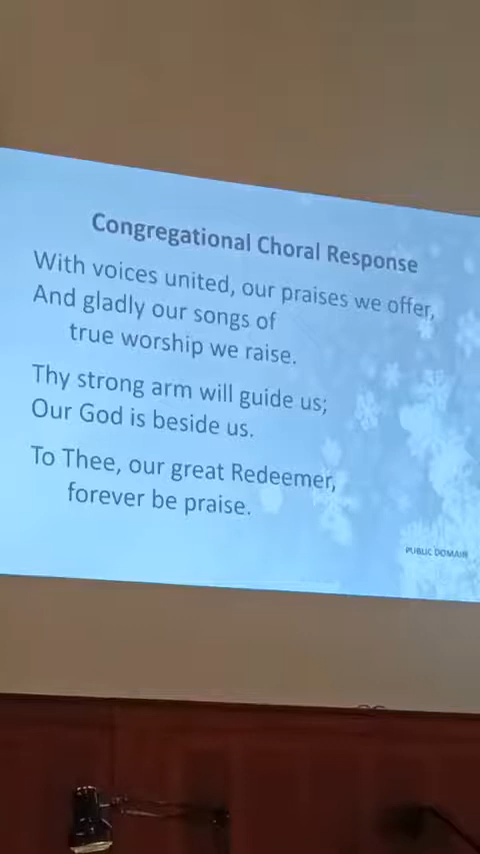 Congregational Choral Response
With voices united, our praises we offer,
And gladly our songs of
true worship we raise.
Thy strong arm will guide us;
Our God is beside us.
To Thee, our great Redeemer,
forever be praise.
PUBLIC DOMAIN